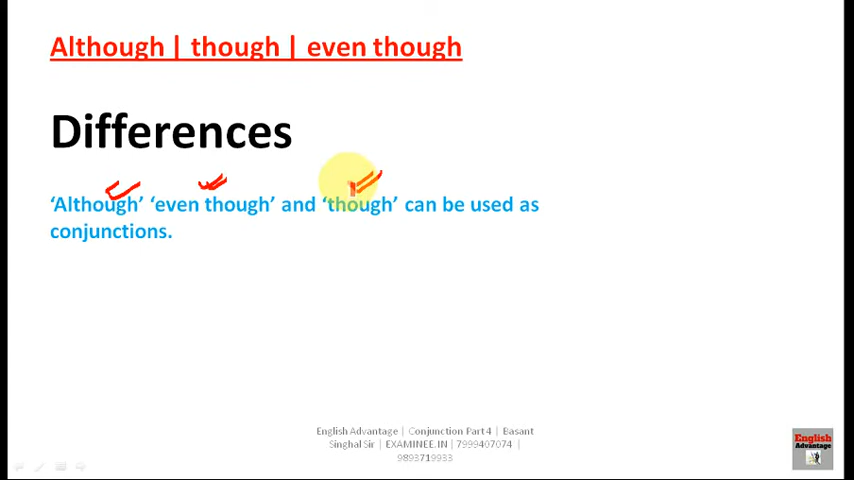 Although | though | even though
Differences
‘Although’ ‘even though’ and ‘though’ can be used as
conjunctions.
English Advantage | Conjunction Part 4 | Basant
Singhal Sir | EXAMINEE.IN | 7999407074 |
9893719933
English
Advantage